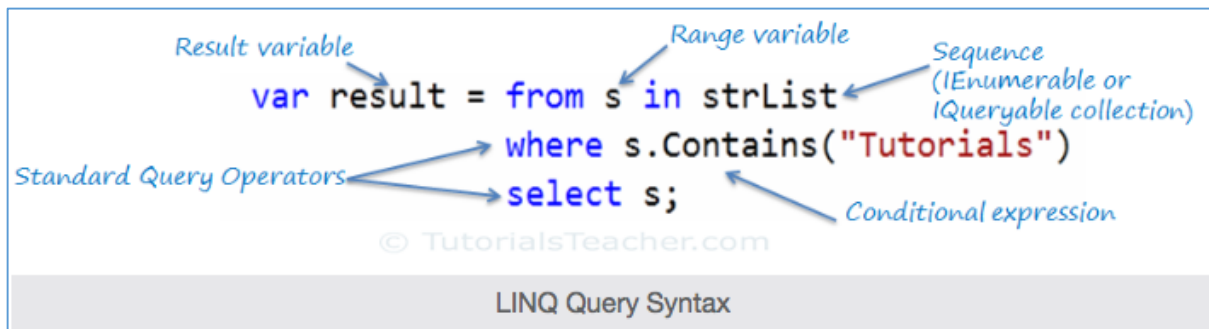 Result variable
Range variable
Sequence
(IEnumerable or
IQueryable collection)
var result = from s in strList
where s.Contains("Tutorials")
Standard Query Operators
select s;
Conditional expression
© TutorialsTeacher.com
LINQ Query Syntax